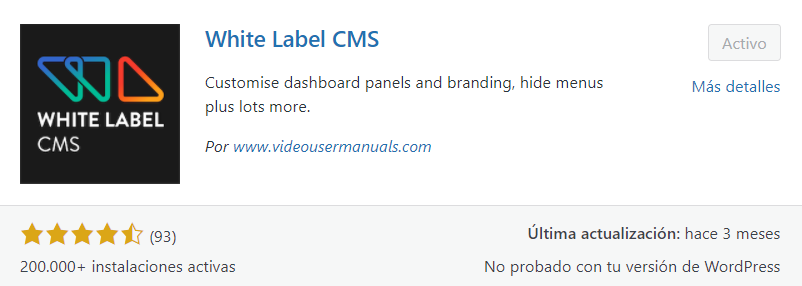 White Label CMS
Activo
Customise dashboard panels and branding, hide menus
plus lots more.
Más detalles
WHITE LABEL
CMS
Por www.videousermanuals.com
(93)
Última actualización: hace 3 meses
200.000+ instalaciones activas
No probado con tu versión de WordPress